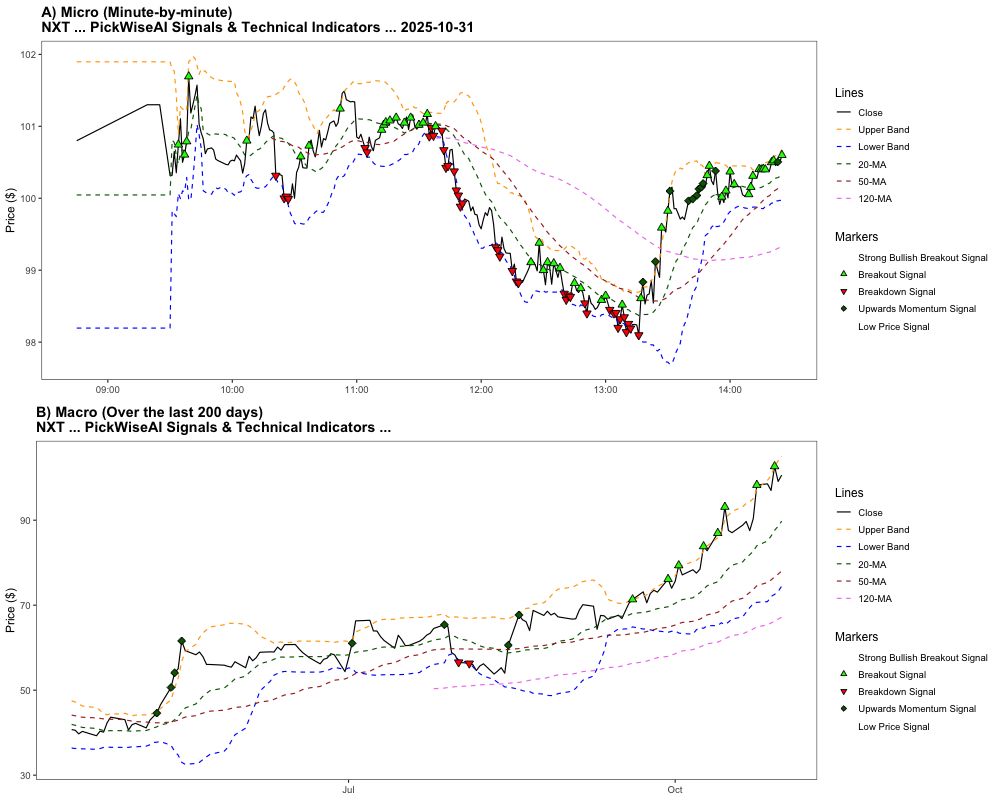 A) Micro (Minute-by-minute)
NXT ... PickWiseAI Signals & Technical Indicators ... 2025-10-31
Price ($)
102
101
100
99
98
09:00
10:00
11:00
12:00
13:00
14:00
Lines
Close
Upper Band
Lower Band
20-MA
50-MA
120-MA
Markers
Strong Bullish Breakout Signal
Breakout Signal
Breakdown Signal
Upwards Momentum Signal
Low Price Signal
B) Macro (Over the last 200 days)
NXT ... PickWiseAI Signals & Technical Indicators ...
Price ($)
90
70
50
30
Jul
Oct
Lines
Close
Upper Band
Lower Band
20-MA
50-MA
120-MA
Markers
Strong Bullish Breakout Signal
Breakout Signal
Breakdown Signal
Upwards Momentum Signal
Low Price Signal